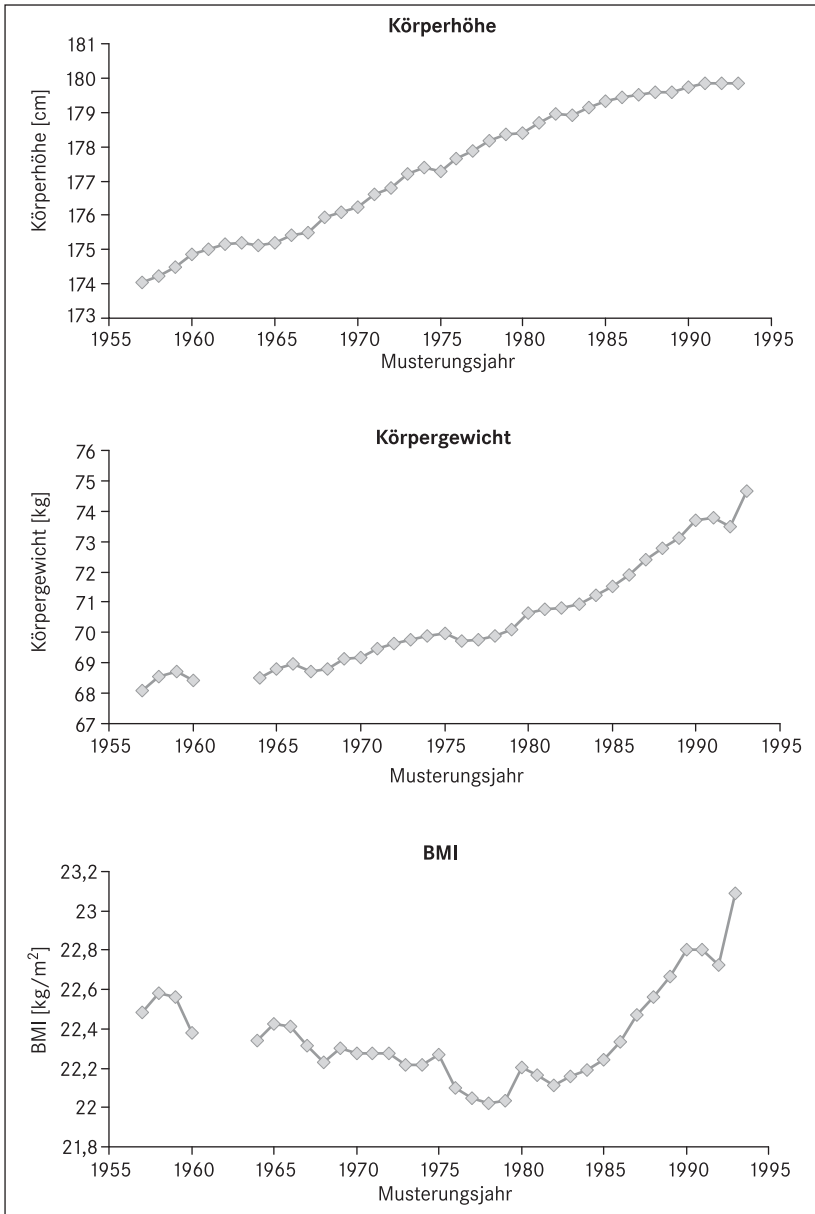 Körperhöhe
Körperhöhe [cm]
181
180
179
178
177
176
175
174
173
1955 1960 1965 1970 1975 1980 1985 1990 1995
Musterungsjahr
Körpergewicht
Körpergewicht [kg]
76
75
74
73
72
71
70
69
68
67
1955 1960 1965 1970 1975 1980 1985 1990 1995
Musterungsjahr
BMI
BMI [kg/m²]
23,2
23
22,8
22,6
22,4
22,2
22
21,8
1955 1960 1965 1970 1975 1980 1985 1990 1995
Musterungsjahr